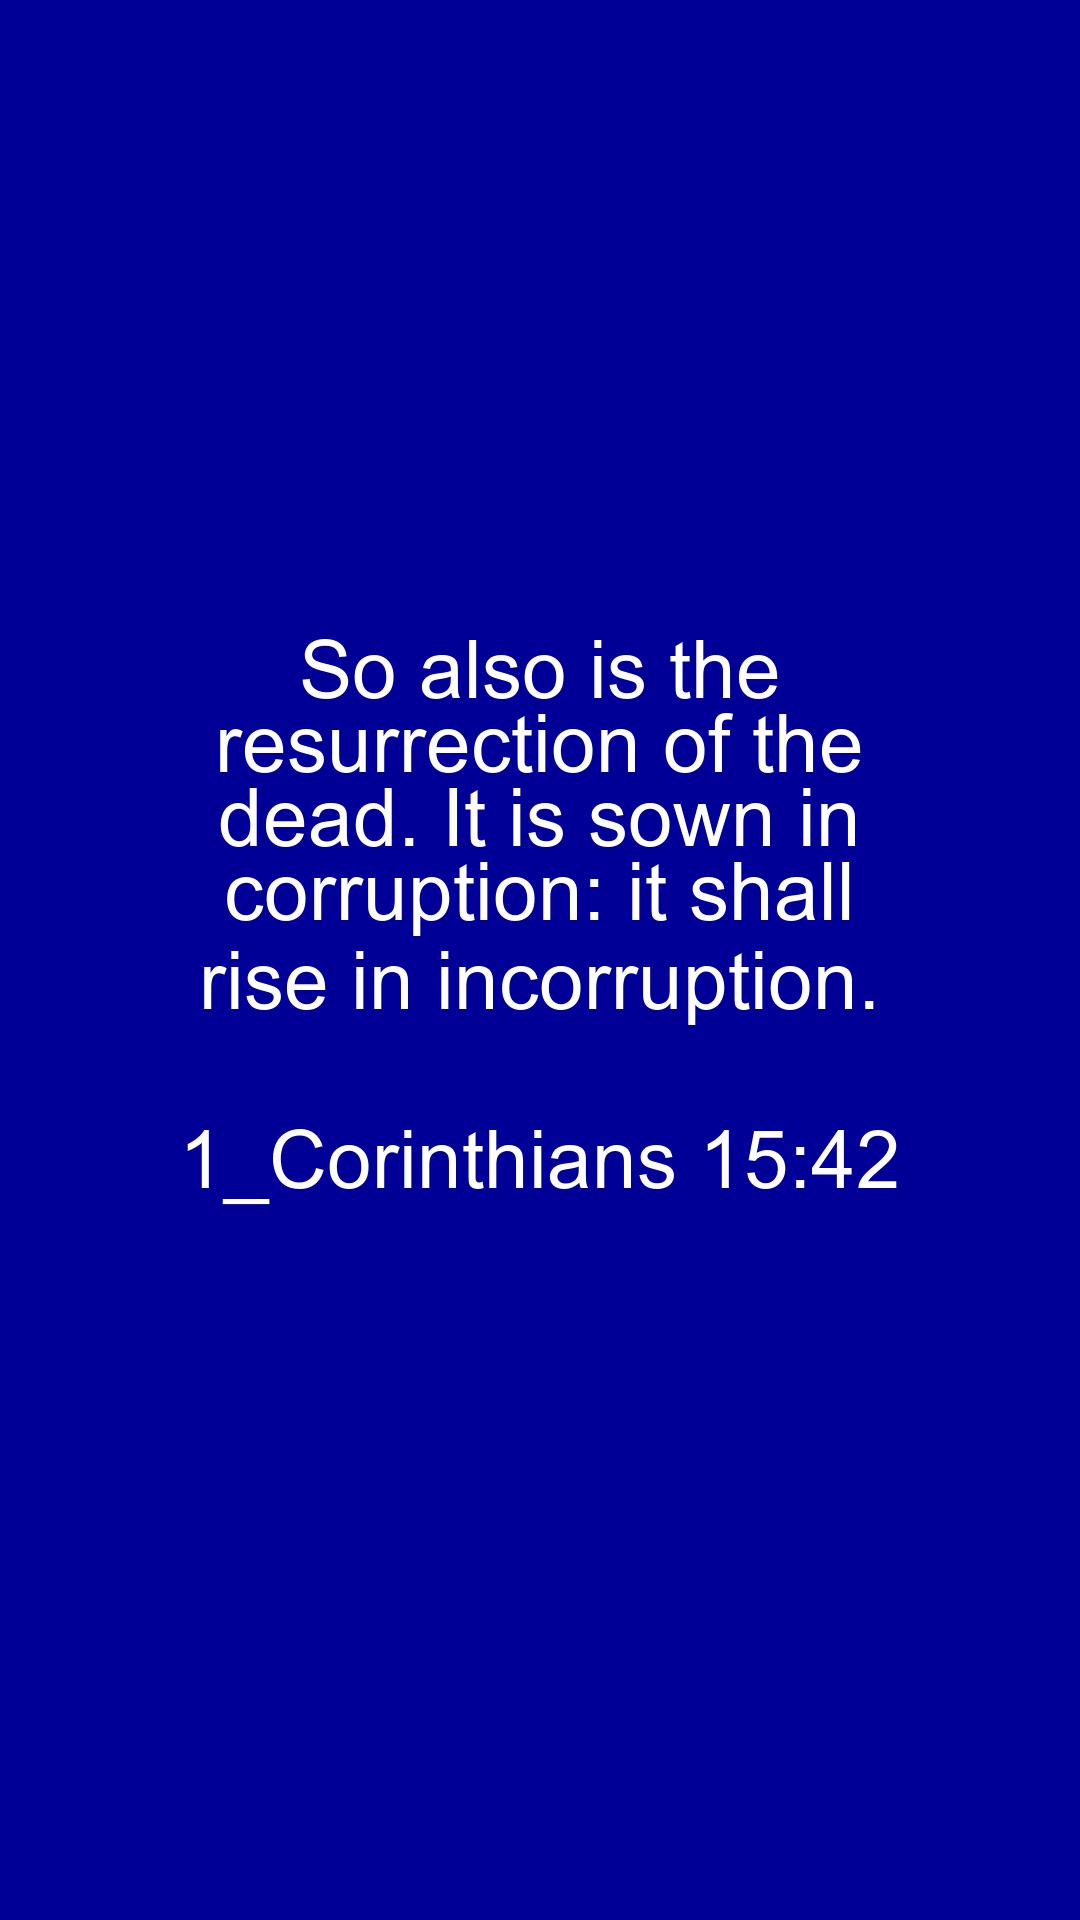 So also is the
resurrection of the
dead. It is sown in
corruption: it shall
rise in incorruption.
1_Corinthians 15:42